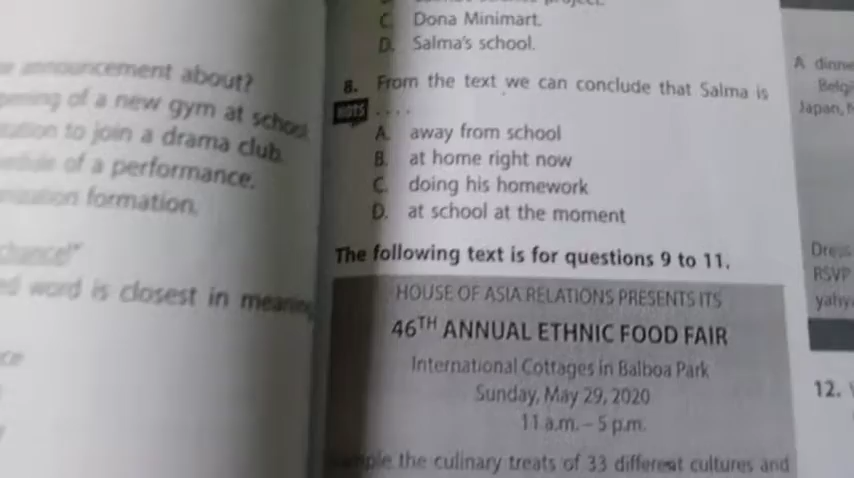 announcement about?
of a new gym at school.
to join a drama club.
of a performance.
formation.
chance!"
word is closest in meaning
C. Dona Minimart.
D. Salma's school.
8. From the text we can conclude that Salma is
HOTS ....
A. away from school
B. at home right now
C. doing his homework
D. at school at the moment
The following text is for questions 9 to 11.
HOUSE OF ASIA RELATIONS PRESENTS ITS
46TH ANNUAL ETHNIC FOOD FAIR
International Cottages in Balboa Park
Sunday, May 29, 2020
11 a.m. – 5 p.m.
the culinary treats of 33 different cultures and
A dinne
Belgi
Japan,
Dress
RSVP
yahy
12.